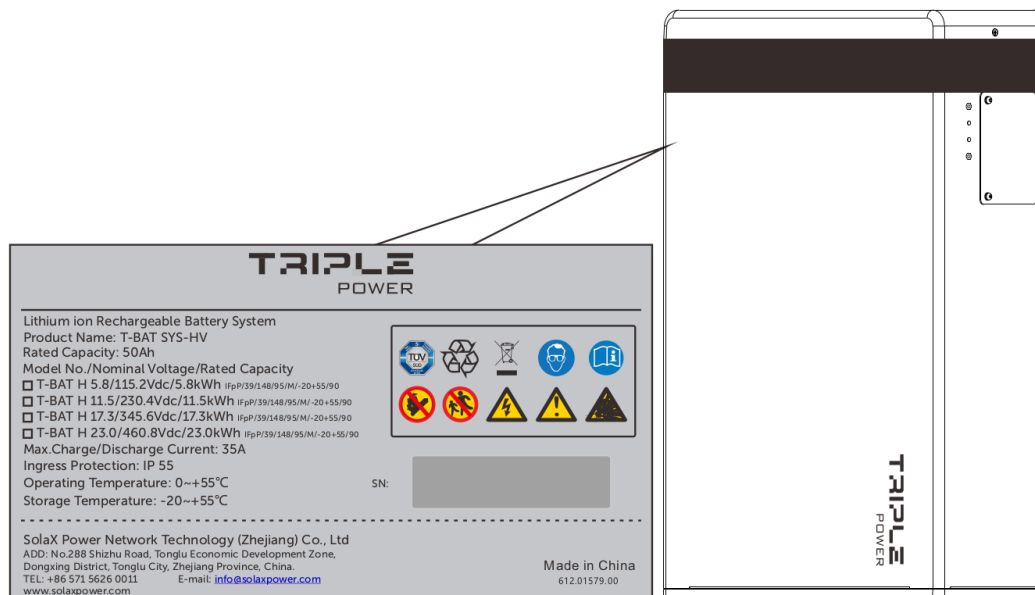 TRIPLE
POWER
Lithium ion Rechargeable Battery System
Product Name: T-BAT SYS-HV
Rated Capacity: 50Ah
Model No./Nominal Voltage/Rated Capacity
T-BAT H 5.8/115.2Vdc/5.8kWh IFpP/39/148/95/M/-20+55/90
T-BAT H 11.5/230.4Vdc/11.5kWh IFpP/39/148/95/M/-20+55/90
T-BAT H 17.3/345.6Vdc/17.3kWh IFpP/39/148/95/M/-20+55/90
T-BAT H 23.0/460.8Vdc/23.0kWh IFpP/39/148/95/M/-20+55/90
Max.Charge/Discharge Current: 35A
Ingress Protection: IP 55
Operating Temperature: 0~+55℃
Storage Temperature: -20~+55℃
TÜV
SN:
SolaX Power Network Technology (Zhejiang) Co., Ltd
ADD: No.288 Shizhu Road, Tonglu Economic Development Zone,
Dongxing District, Tonglu City, Zhejiang Province, China.
TEL: +86 571 5626 0011 E-mail: info@solaxpower.com
www.solaxpower.com
Made in China
612.01579.00
TRIPLE
POWER